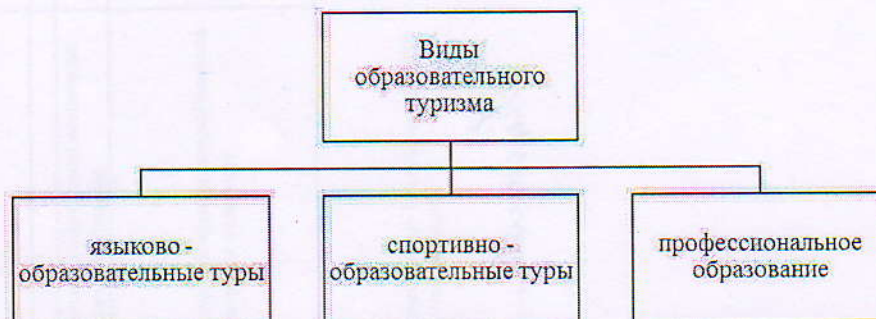 Виды
образовательного
туризма
языково -
образовательные туры
спортивно -
образовательные туры
профессиональное
образование